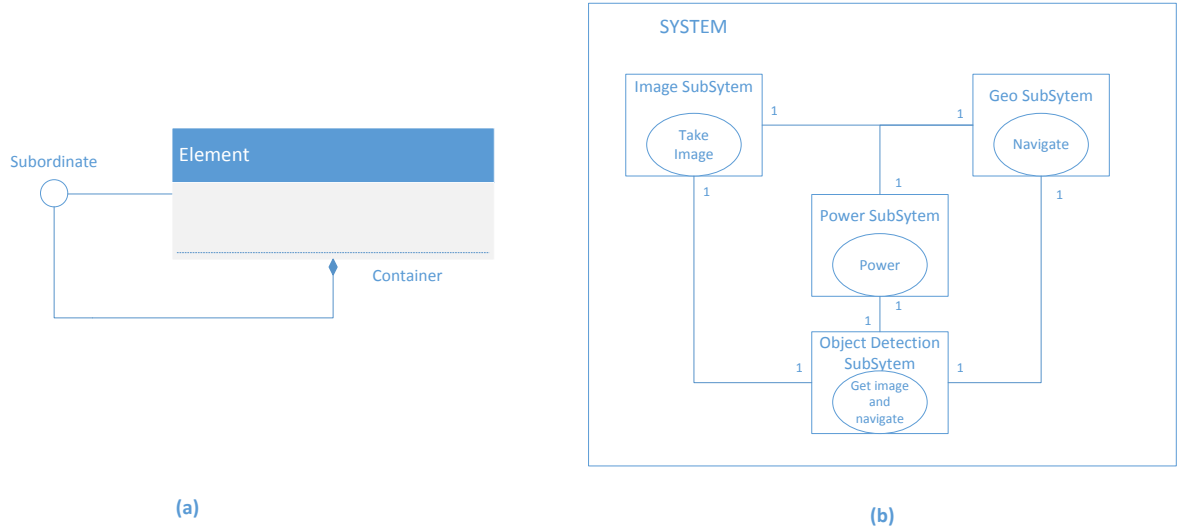 Subordinate
Element
Container
(a)
SYSTEM
Image SubSytem
Take
Image
1
1
Geo SubSytem
Navigate
1
1
1
Power SubSytem
Power
1
1
Object Detection
SubSytem
Get image
and
navigate
1
1
(b)